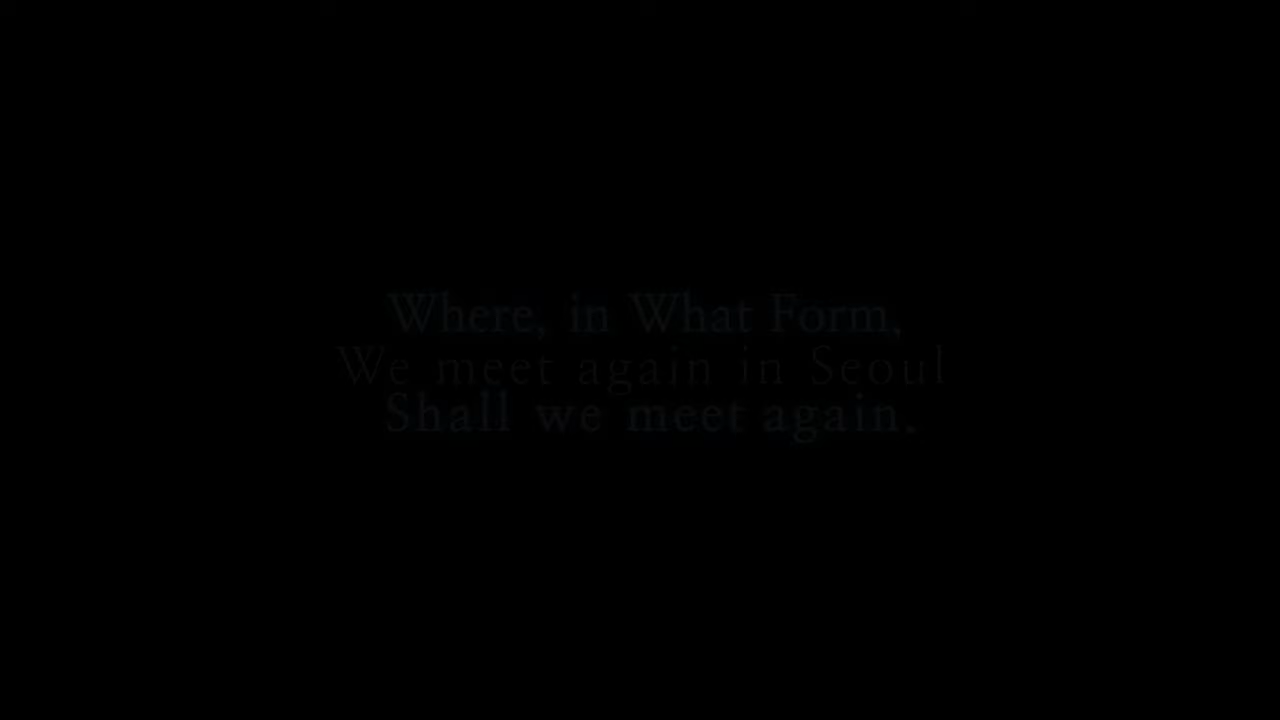 Where, in What Form,
We meet again in Seoul
Shall we meet again.